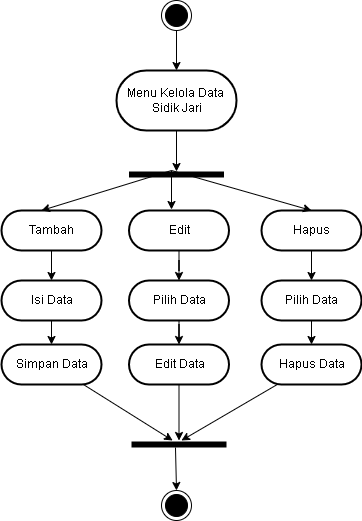 Menu Kelola Data
Sidik Jari
Tambah
Edit
Hapus
Isi Data
Pilih Data
Pilih Data
Simpan Data
Edit Data
Hapus Data